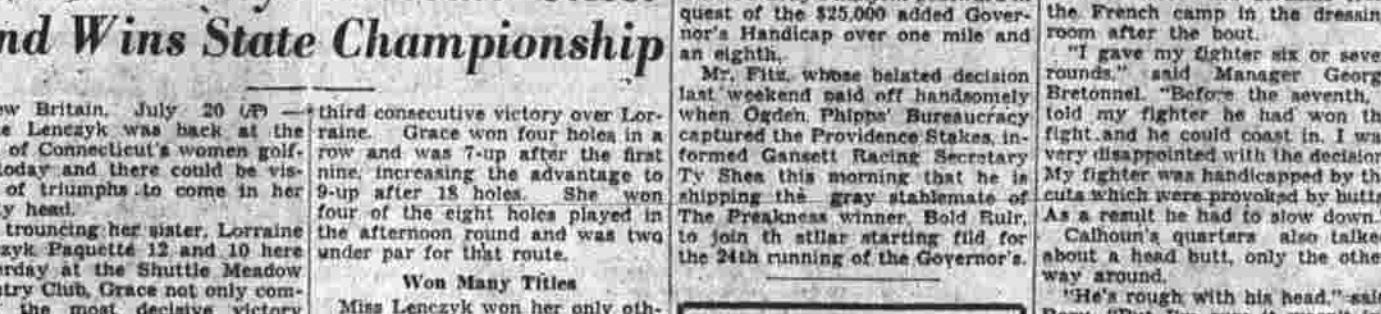 nd Wins State Championship
ew Britain, July 20 (AP) —
e Lenczyk was back at the
of Connecticut's women golf-
today and there could be vis-
of triumphs to come in her
y head.
trouncing her sister, Lorraine
zyk Paquette 12 and 10 here
erday at the Shuttle Meadow
try Club, Grace not only com-
the most decisive victory
third consecutive victory over Lor-
raine. Grace won four holes in a
row and was 7-up after the first
nine, increasing the advantage to
9-up after 18 holes. She won
four of the eight holes played in
the afternoon round and was two
under par for that route.
Won Many Titles
Miss Lenczyk won her only oth-
quest of the $25,000 added Gover-
nor's Handicap over one mile and
an eighth.
Mr. Fitz, whose belated decision
last weekend paid off handsomely
when Ogden Phipps' Bureaucracy
captured the Providence Stakes, in-
formed Gansett Racing Secretary
Ty Shea this morning that he is
shipping the gray stablemate of
The Preakness winner, Bold Rulr,
to join th stllar starting fild for
the 24th running of the Governor's.
the French camp in the dressin
room after the bout.
"I gave my fighter six or seve
rounds," said Manager Georg
Bretonnel. "Before the seventh,
told my fighter he had won th
fight and he could coast in. I wa
very disappointed with the decision
My fighter was handicapped by th
cuts which were provoked by butts
As a result he had to slow down."
Calhoun's quarters also talke
about a head butt, only the othe
way around.
"He's rough with his head," sai